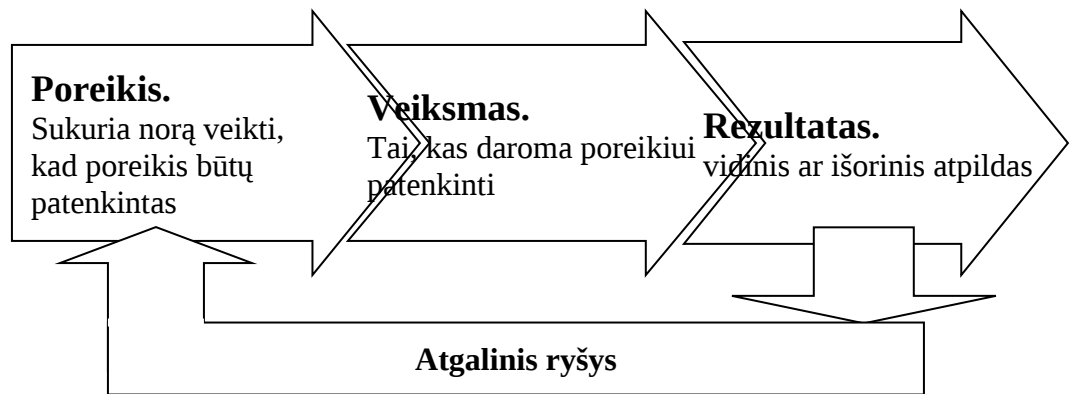 Poreikis.
Sukuria norą veikti,
kad poreikis būtų
patenkintas
Veiksmas.
Tai, kas daroma poreikiui
patenkinti
Rezultatas.
vidinis ar išorinis atpildas
Atgalinis ryšys